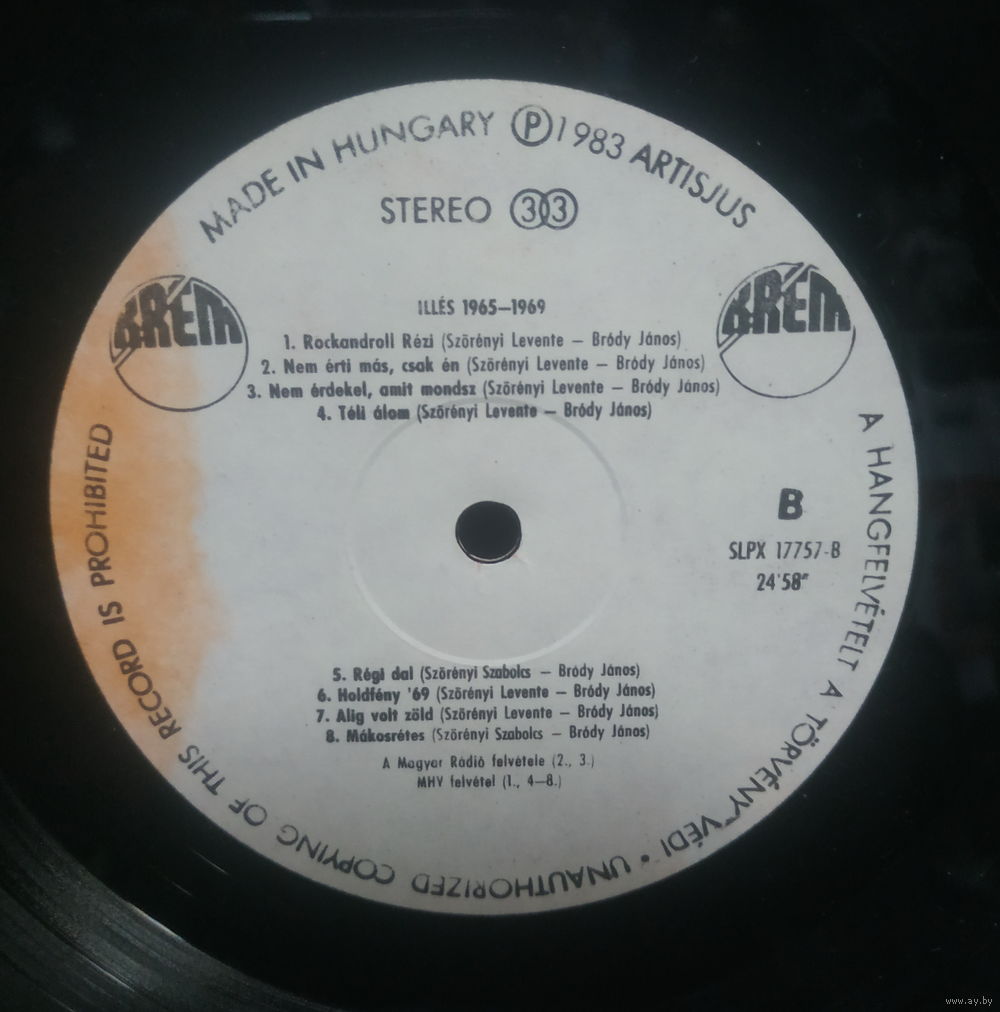 MADE IN HUNGARY Ⓟ 1983 ARTISJUS
STEREO 33
KRÉM
KRÉM
ILLÉS 1965—1969
1. Rockandroll Rézi (Szörényi Levente — Bródy János)
2. Nem érti más, csak én (Szörényi Levente — Bródy János)
3. Nem érdekel, amit mondsz (Szörényi Levente — Bródy János)
4. Téli álom (Szörényi Levente — Bródy János)
B
SLPX 17757-B
24'58"
5. Régi dal (Szörényi Szabolcs — Bródy János)
6. Holdfény '69 (Szörényi Levente — Bródy János)
7. Alig volt zöld (Szörényi Levente — Bródy János)
8. Mákosrétes (Szörényi Szabolcs — Bródy János)
A Magyar Rádió felvétele (2., 3.)
MHV felvétel (1., 4—8.)
A HANGFELVÉTELT A TÖRVÉNY VÉDI • UNAUTHORIZED COPYING OF THIS RECORD IS PROHIBITED
www.ay.by